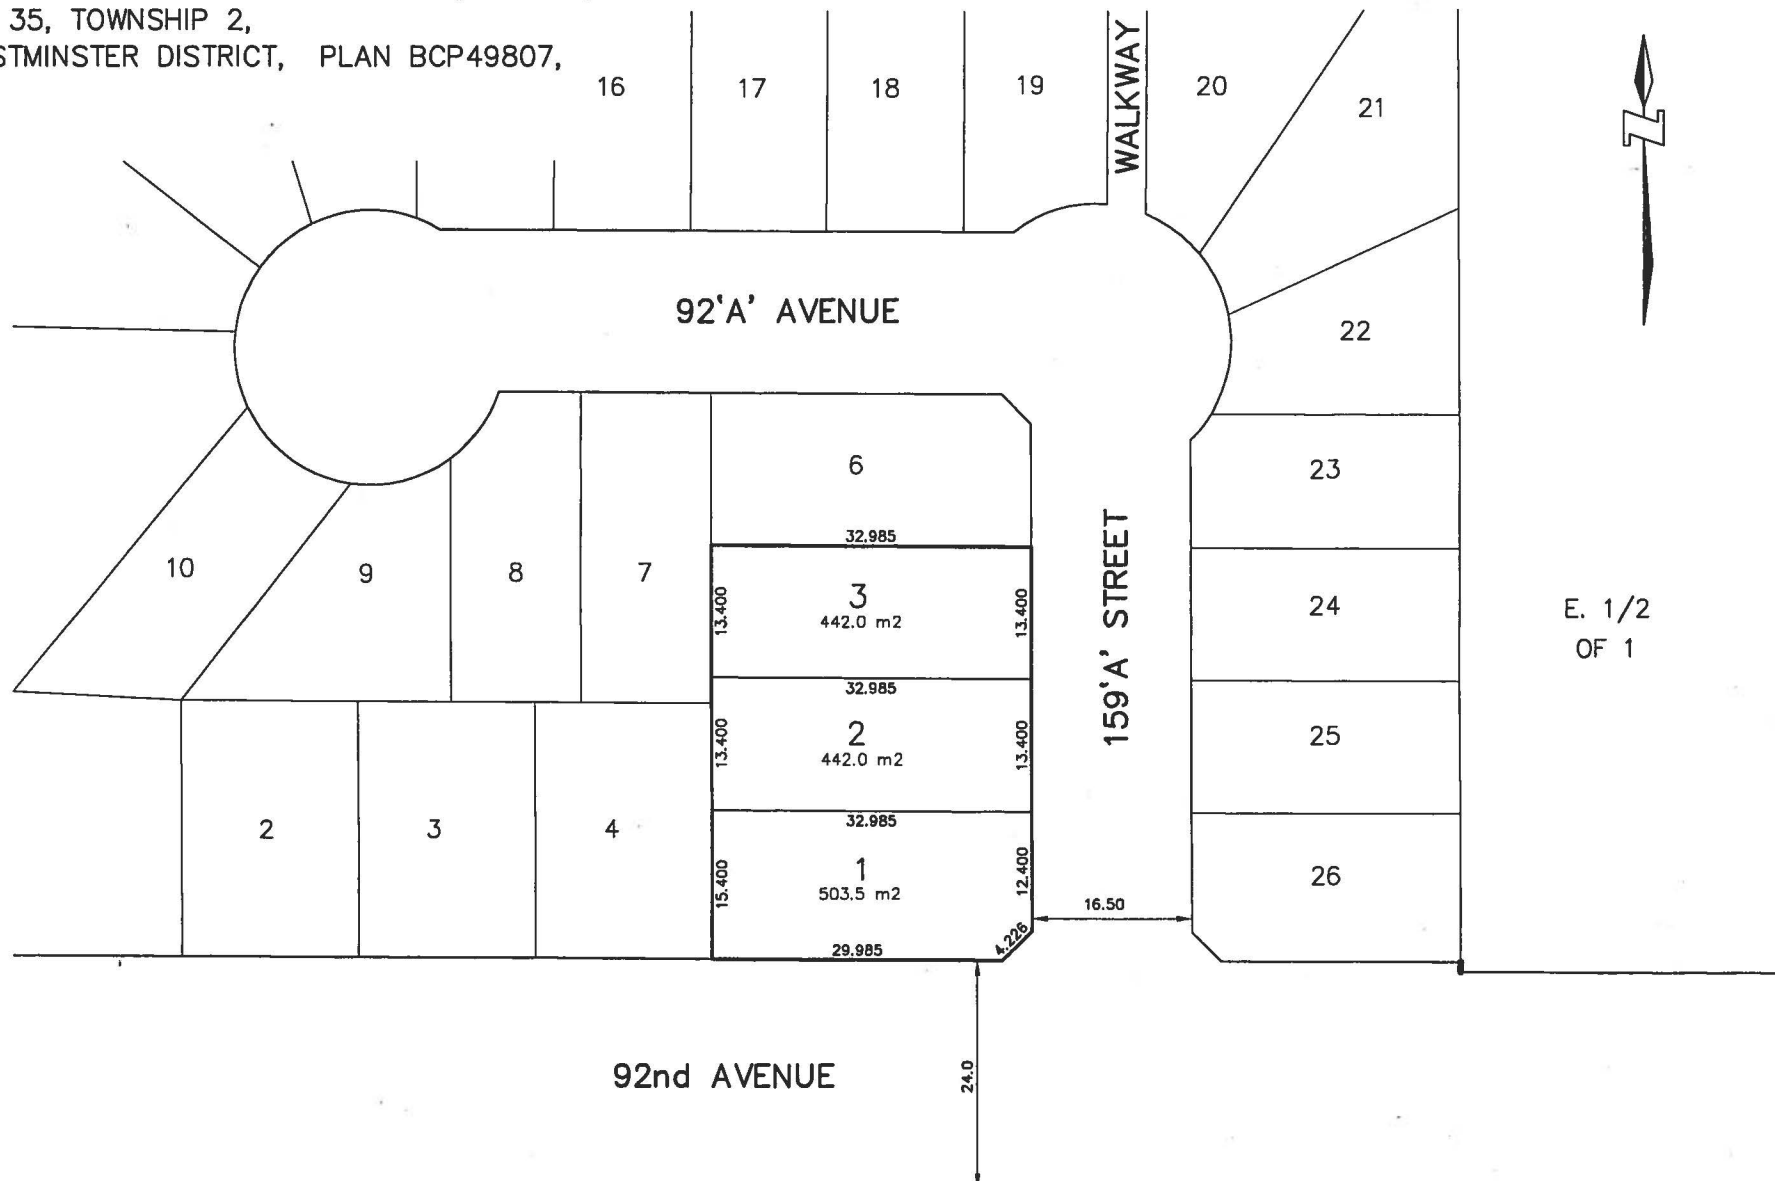 35, TOWNSHIP 2,
STMINSTER DISTRICT, PLAN BCP49807,
16
17
18
19
WALKWAY
20
21
N
92'A' AVENUE
22
6
23
32.985
10
9
8
7
13.400
3
442.0 m2
13.400
159'A' STREET
24
E. 1/2
OF 1
32.985
13.400
2
442.0 m2
13.400
25
2
3
4
32.985
15.400
1
503.5 m2
12.400
26
29.985
4.226
16.50
92nd AVENUE
24.0